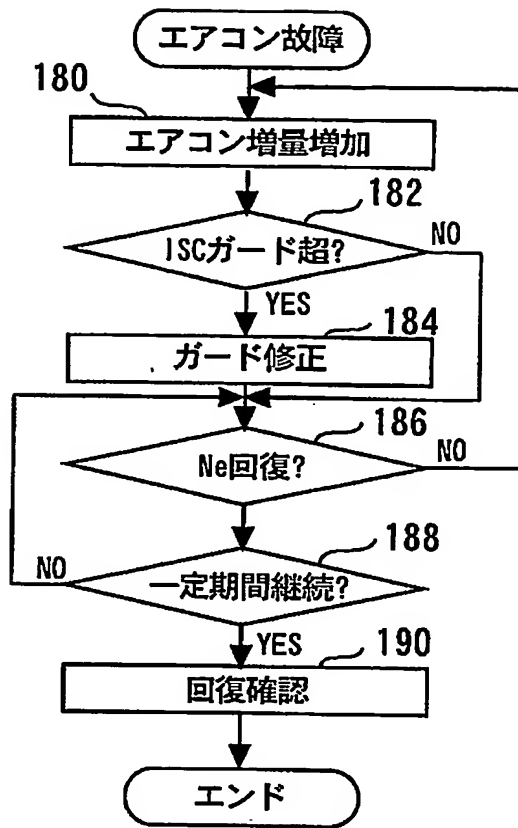 エアコン故障
180
エアコン増量増加
182
ISCガード超?
NO
YES
184
ガード修正
186
Ne回復?
NO
188
一定期間継続?
NO
YES
190
回復確認
エンド